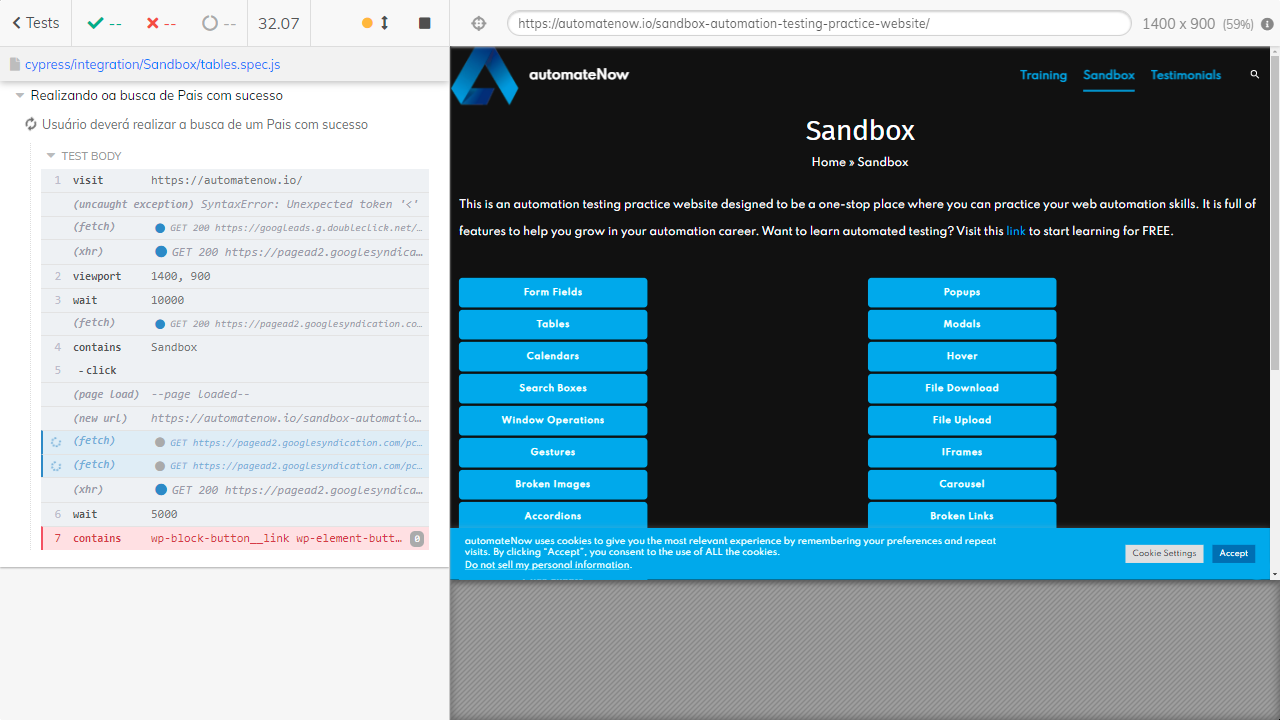 Tests
--
--
--
32.07
https://automatenow.io/sandbox-automation-testing-practice-website/
1400 x 900 (59%)
cypress/integration/Sandbox/tables.spec.js
Realizando oa busca de Pais com sucesso
Usuário deverá realizar a busca de um Pais com sucesso
TEST BODY
1 visit https://automatenow.io/
(uncaught exception) SyntaxError: Unexpected token '<'
(fetch) GET 200 https://googleads.g.doubleclick.net/…
(xhr) GET 200 https://pagead2.googlesyndica…
2 viewport 1400, 900
3 wait 10000
(fetch) GET 200 https://pagead2.googlesyndication.co…
4 contains Sandbox
5 - click
(page load) --page loaded--
(new url) https://automatenow.io/sandbox-automatio…
(fetch) GET https://pagead2.googlesyndication.com/pc…
(fetch) GET https://pagead2.googlesyndication.com/pc…
(xhr) GET 200 https://pagead2.googlesyndica…
6 wait 5000
7 contains wp-block-button__link wp-element-butt… 0
automateNow
Training Sandbox Testimonials
Sandbox
Home » Sandbox
This is an automation testing practice website designed to be a one-stop place where you can practice your web automation skills. It is full of
features to help you grow in your automation career. Want to learn automated testing? Visit this link to start learning for FREE.
Form Fields
Tables
Calendars
Search Boxes
Window Operations
Gestures
Broken Images
Accordions
Popups
Modals
Hover
File Download
File Upload
IFrames
Carousel
Broken Links
automateNow uses cookies to give you the most relevant experience by remembering your preferences and repeat
visits. By clicking “Accept”, you consent to the use of ALL the cookies.
Do not sell my personal information.
Cookie Settings
Accept